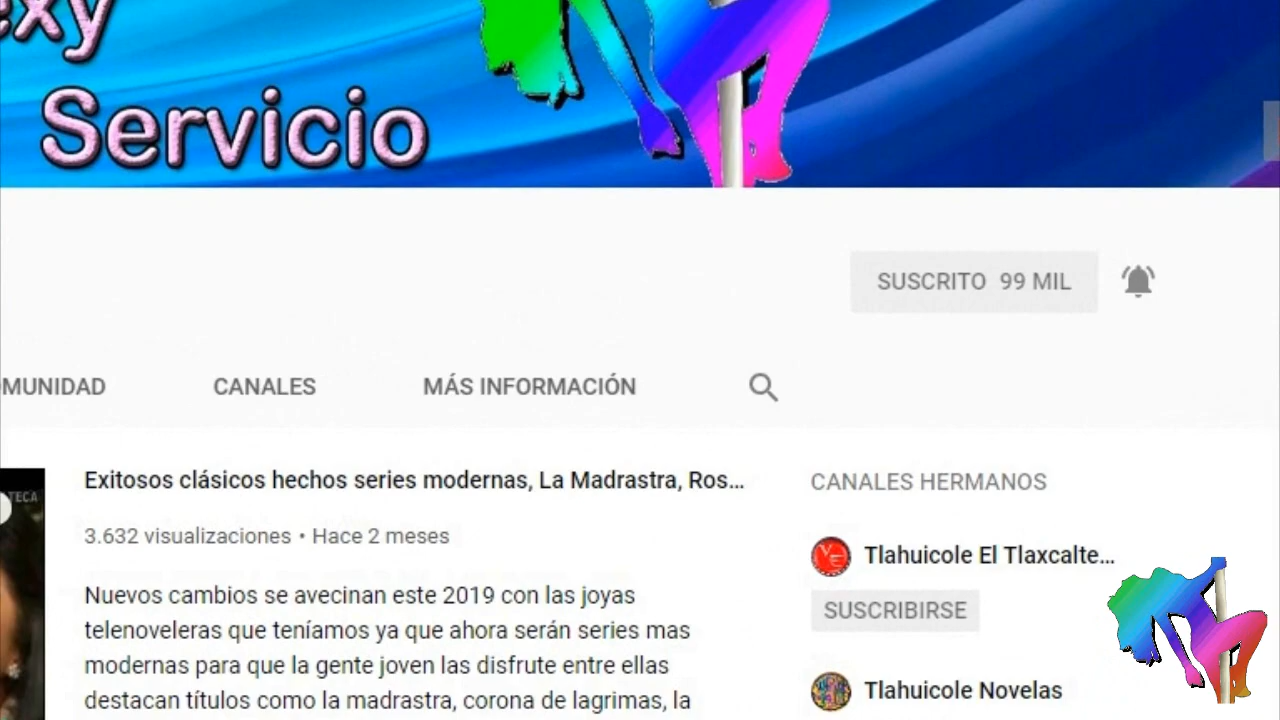 exy
Servicio
SUSCRITO 99 MIL
OMUNIDAD CANALES MÁS INFORMACIÓN
Exitosos clásicos hechos series modernas, La Madrastra, Ros...
CANALES HERMANOS
TECA
3.632 visualizaciones • Hace 2 meses
Tlahuicole El Tlaxcalte...
Nuevos cambios se avecinan este 2019 con las joyas
telenoveleras que teníamos ya que ahora serán series mas
modernas para que la gente joven las disfrute entre ellas
destacan títulos como la madrastra, corona de lagrimas, la
SUSCRIBIRSE
Tlahuicole Novelas